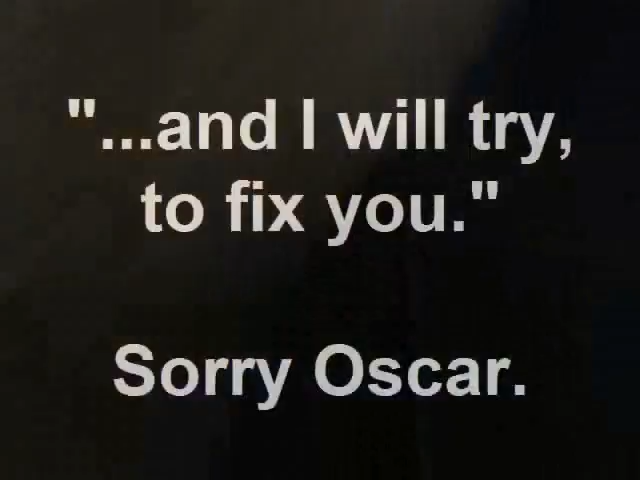 "...and I will try,
to fix you."
Sorry Oscar.